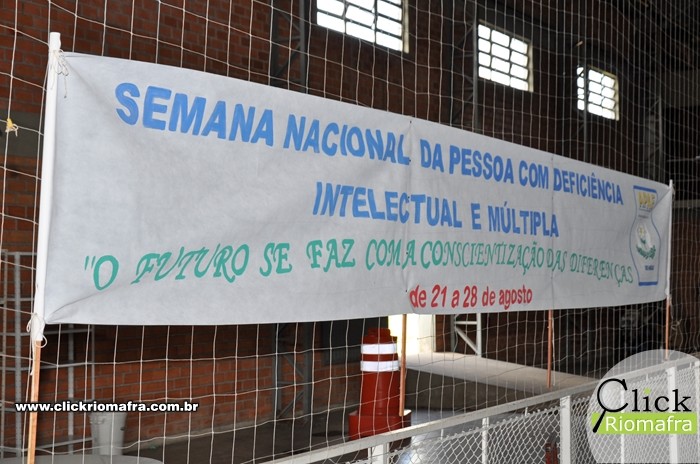 SEMANA NACIONAL DA PESSOA COM DEFICIÊNCIA
INTELECTUAL E MÚLTIPLA
"O FUTURO SE FAZ COM A CONSCIENTIZAÇÃO DAS DIFERENÇAS
de 21 a 28 de agosto
APAE
www.clickriomafra.com.br
Click
Riomafra